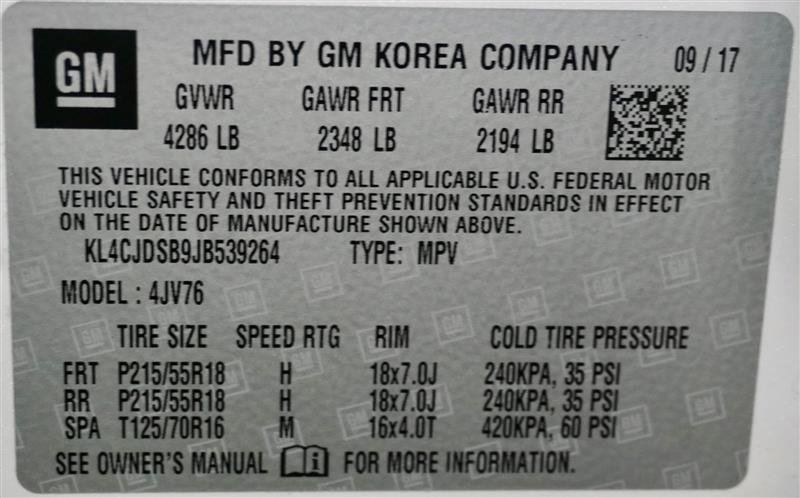 GM
MFD BY GM KOREA COMPANY 09 / 17
GVWR GAWR FRT GAWR RR
4286 LB 2348 LB 2194 LB
THIS VEHICLE CONFORMS TO ALL APPLICABLE U.S. FEDERAL MOTOR
VEHICLE SAFETY AND THEFT PREVENTION STANDARDS IN EFFECT
ON THE DATE OF MANUFACTURE SHOWN ABOVE.
KL4CJDSB9JB539264 TYPE: MPV
MODEL : 4JV76
TIRE SIZE SPEED RTG RIM COLD TIRE PRESSURE
FRT P215/55R18 H 18x7.0J 240KPA, 35 PSI
RR P215/55R18 H 18x7.0J 240KPA, 35 PSI
SPA T125/70R16 M 16x4.0T 420KPA, 60 PSI
SEE OWNER'S MANUAL i FOR MORE INFORMATION.